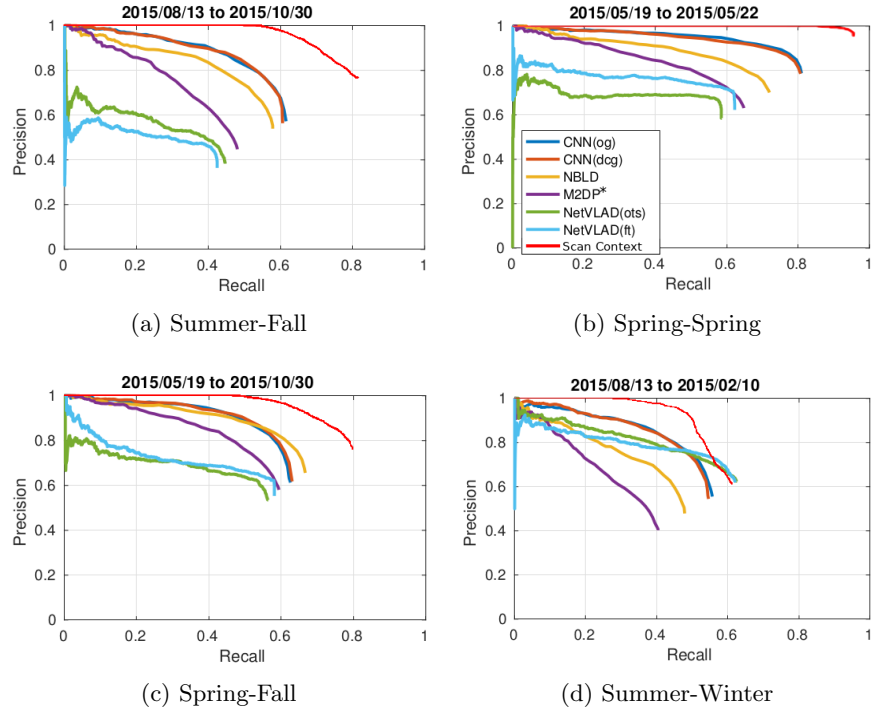 2015/08/13 to 2015/10/30
1
0.8
0.6
0.4
0.2
0
Precision
0 0.2 0.4 0.6 0.8 1
Recall
(a) Summer-Fall
2015/05/19 to 2015/05/22
1
0.8
0.6
0.4
0.2
0
Precision
CNN(og)
CNN(dcg)
NBLD
M2DP*
NetVLAD(ots)
NetVLAD(ft)
Scan Context
0 0.2 0.4 0.6 0.8 1
Recall
(b) Spring-Spring
2015/05/19 to 2015/10/30
1
0.8
0.6
0.4
0.2
0
Precision
0 0.2 0.4 0.6 0.8 1
Recall
(c) Spring-Fall
2015/08/13 to 2015/02/10
1
0.8
0.6
0.4
0.2
0
Precision
0 0.2 0.4 0.6 0.8 1
Recall
(d) Summer-Winter